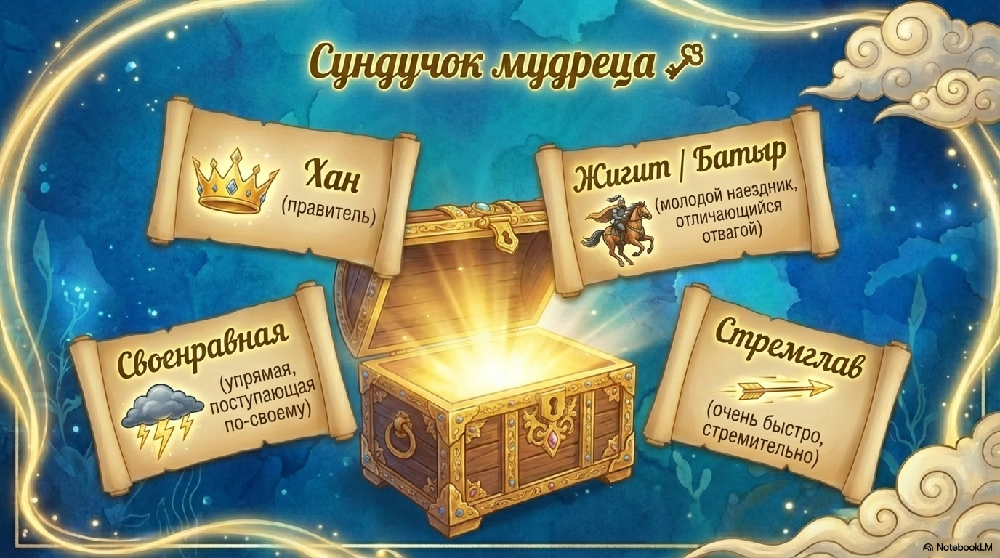 Сундучок мудреца
Хан
(правитель)
Жигит | Батыр
(молодой наездник,
отличающийся
отвагой)
Своенравная
(упрямая,
поступающая
по-своему)
Стремглав
(очень быстро,
стремительно)
NotebookLM